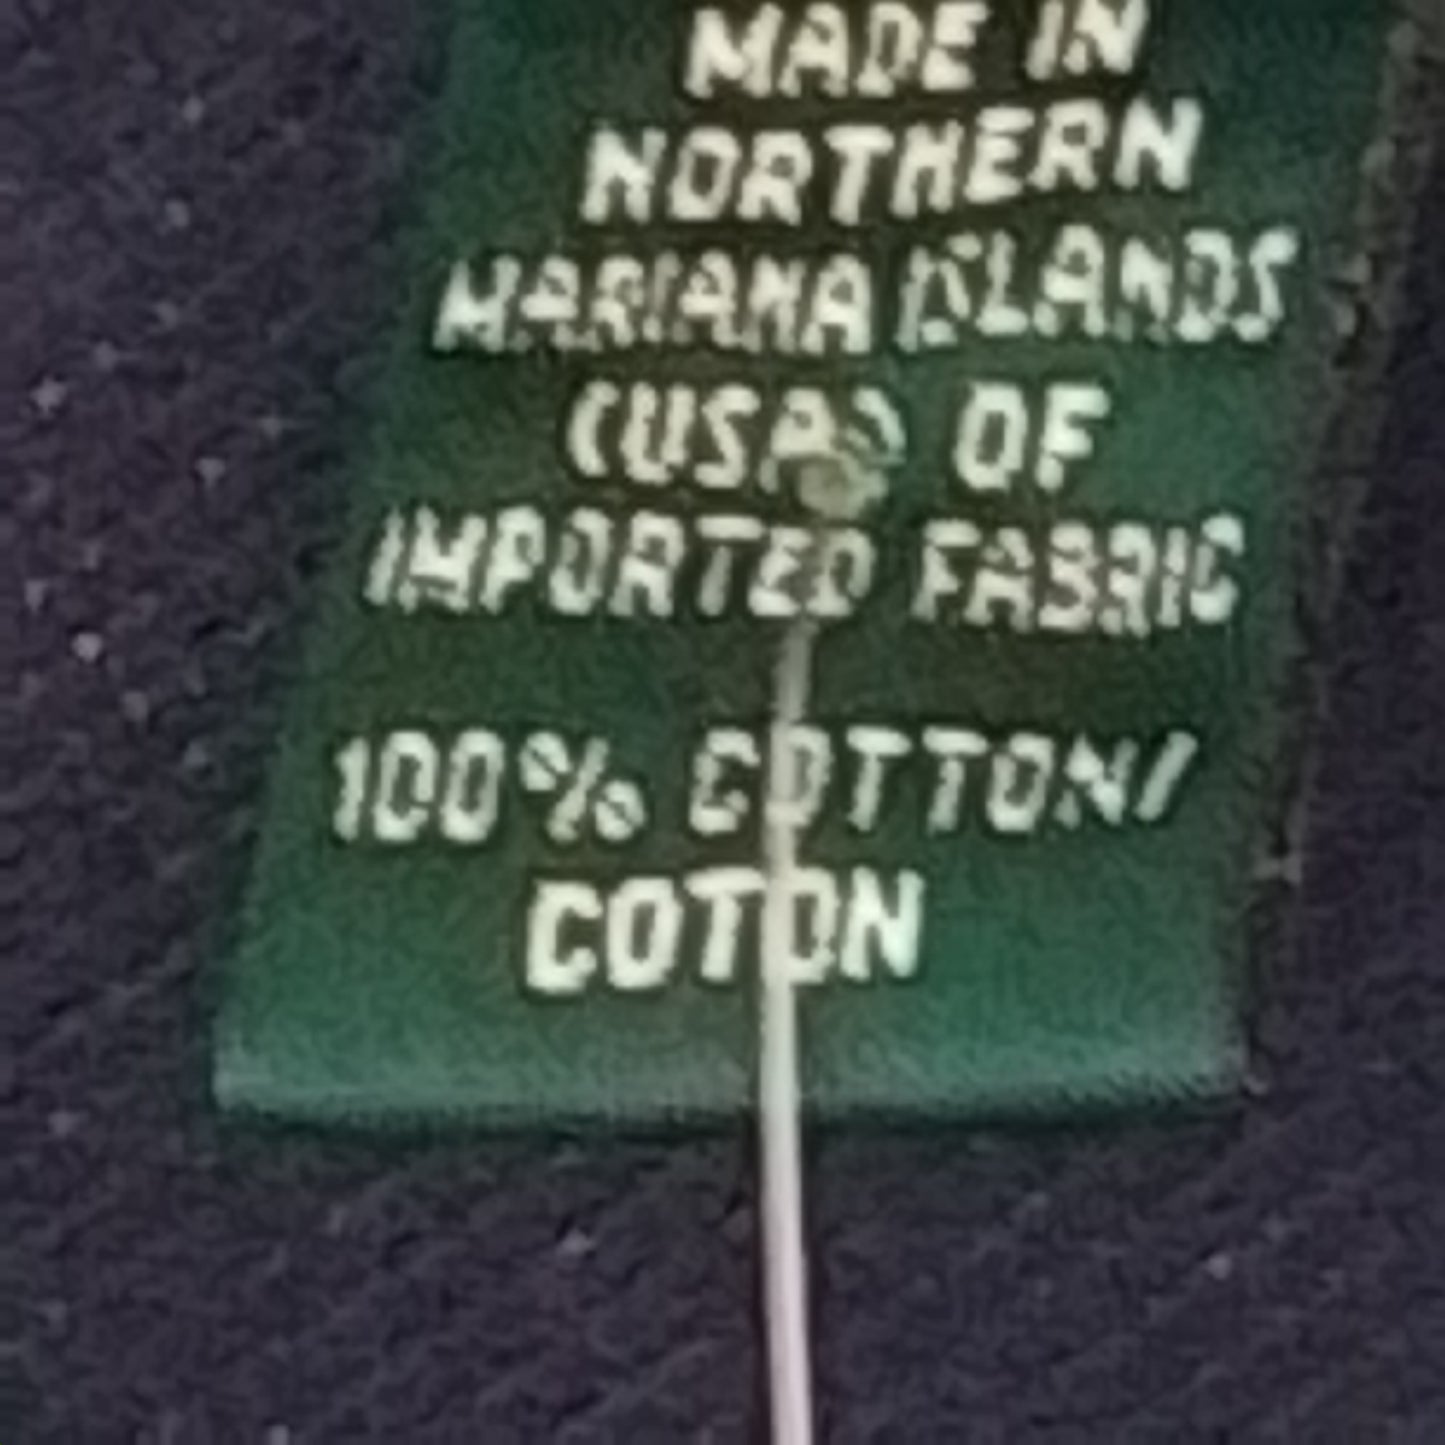 MADE IN
NORTHERN
MARIANA ISLANDS
(USA) OF
IMPORTED FABRIC
100% COTTON/
COTON